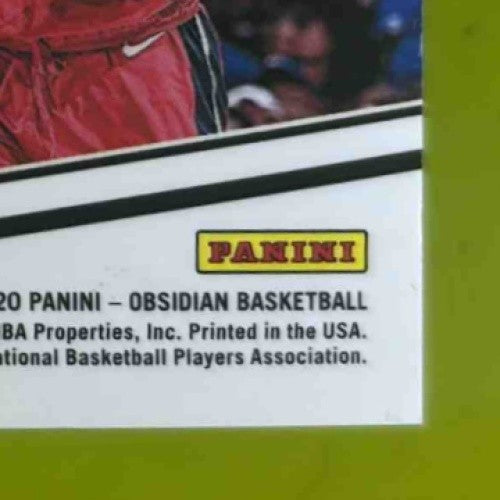 PANINI
20 PANINI – OBSIDIAN BASKETBALL
BA Properties, Inc. Printed in the USA.
ational Basketball Players Association.